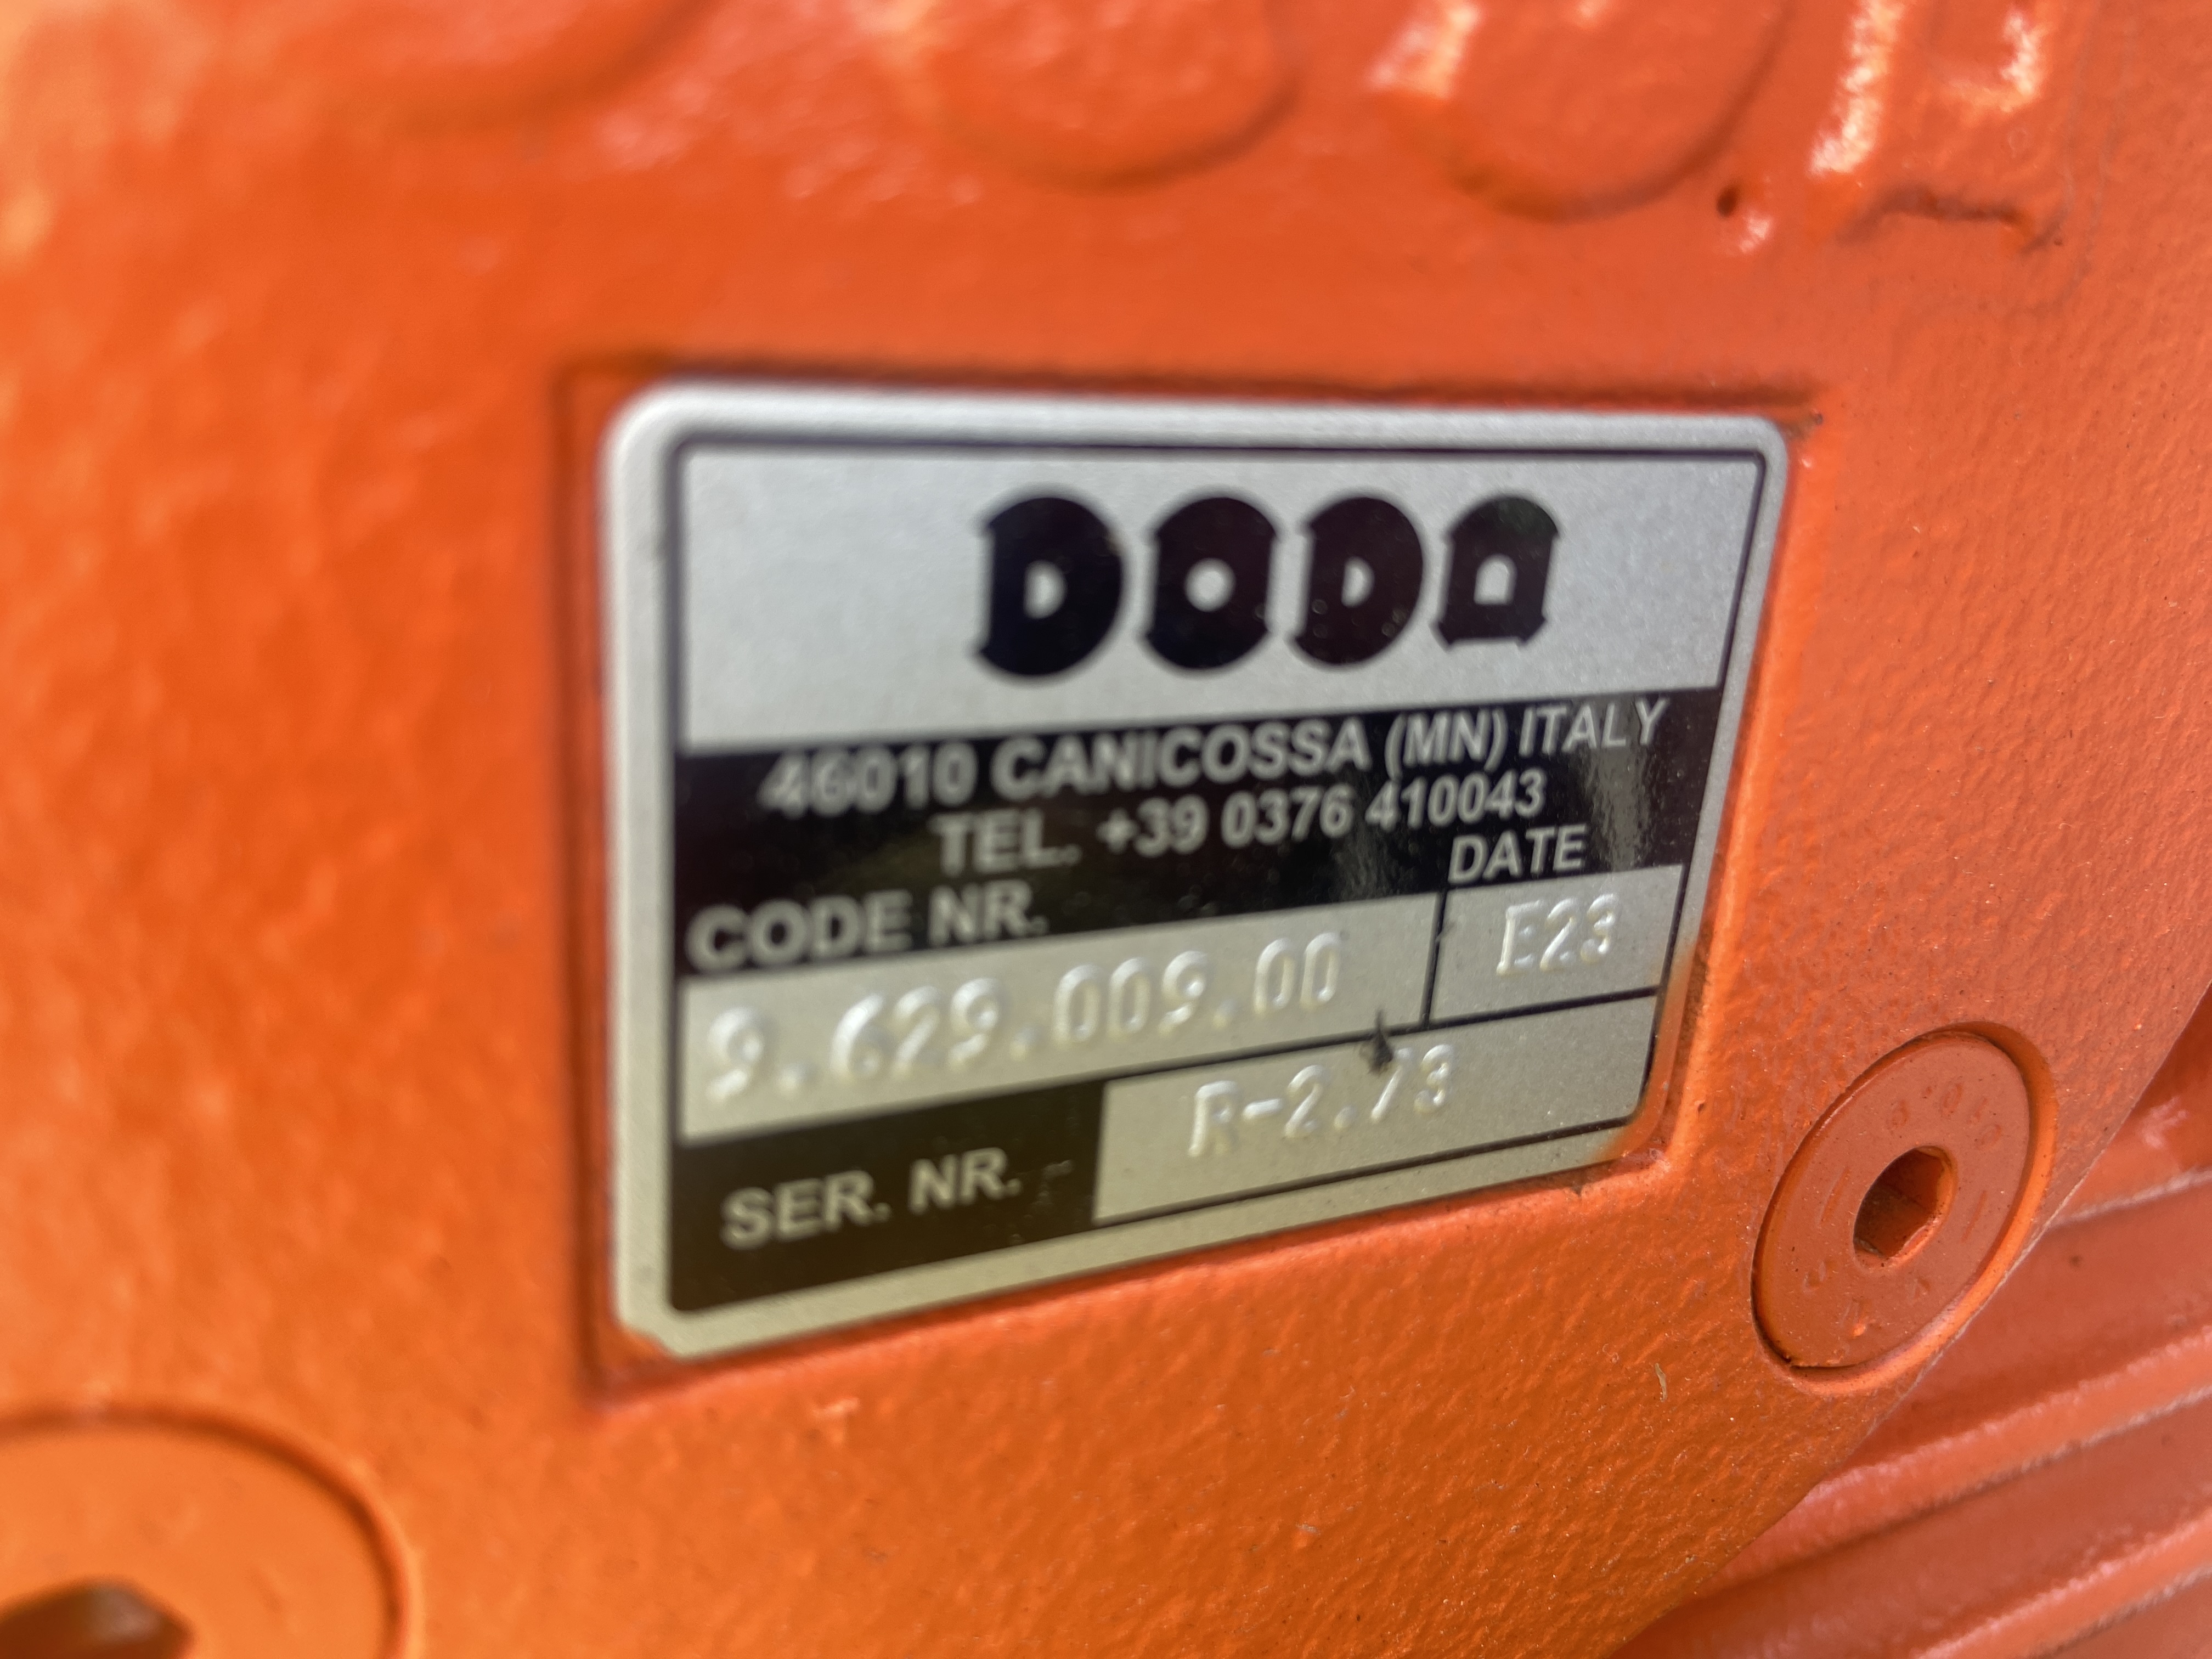 DODA
46010 CANICOSSA (MN) ITALY
TEL. +39 0376 410043
CODE NR. DATE
9.629.009.00 E23
SER. NR. R-2.73